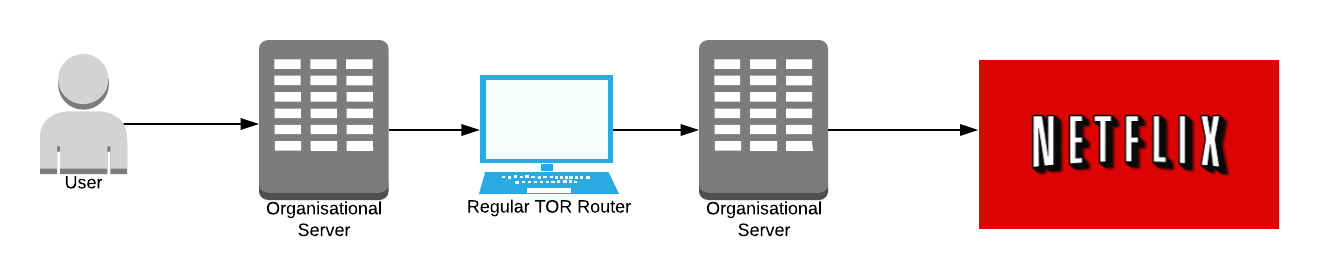 User
Organisational
Server
Regular TOR Router
Organisational
Server
NETFLIX